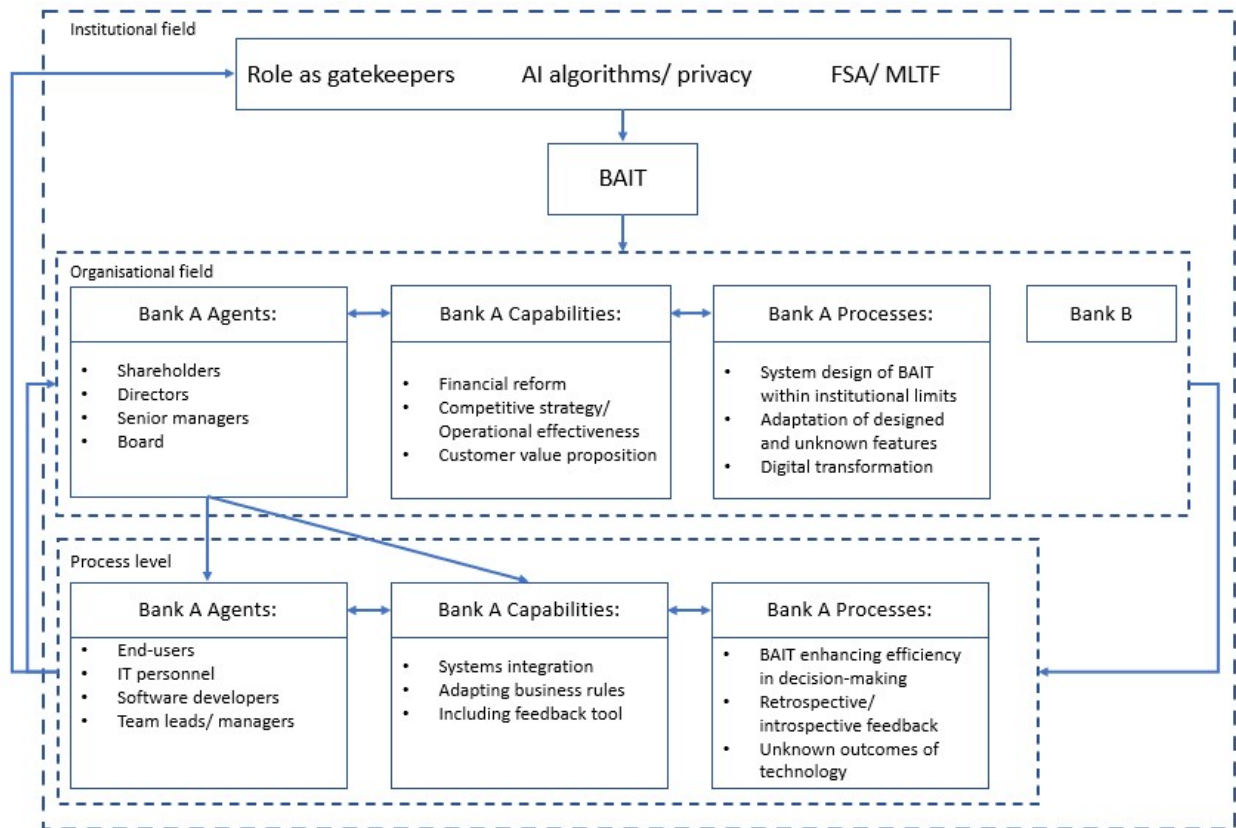 Institutional field
Role as gatekeepers AI algorithms/ privacy FSA/ MLTF
BAIT
Organisational field
Bank A Agents:
• Shareholders
• Directors
• Senior managers
• Board
Bank A Capabilities:
• Financial reform
• Competitive strategy/
Operational effectiveness
• Customer value proposition
Bank A Processes:
• System design of BAIT
within institutional limits
• Adaptation of designed
and unknown features
• Digital transformation
Bank B
Process level
Bank A Agents:
• End-users
• IT personnel
• Software developers
• Team leads/ managers
Bank A Capabilities:
• Systems integration
• Adapting business rules
• Including feedback tool
Bank A Processes:
• BAIT enhancing efficiency
in decision-making
• Retrospective/
introspective feedback
• Unknown outcomes of
technology